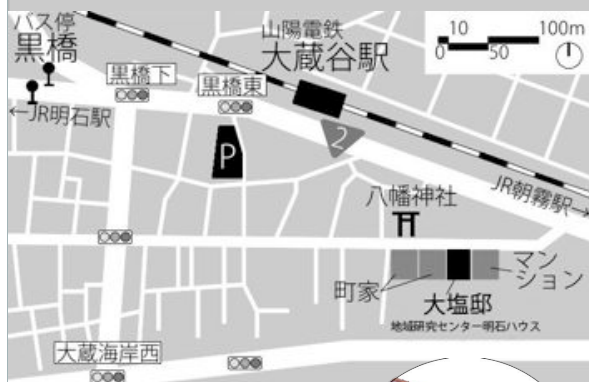 バス停
黒橋
山陽電鉄
大蔵谷駅
10 100m
0 50
黒橋下
黒橋東
←JR明石駅
2
P
JR朝霧駅→
八幡神社
町家
マン
ション
大塩邸
地域研究センター明石ハウス
大蔵海岸西